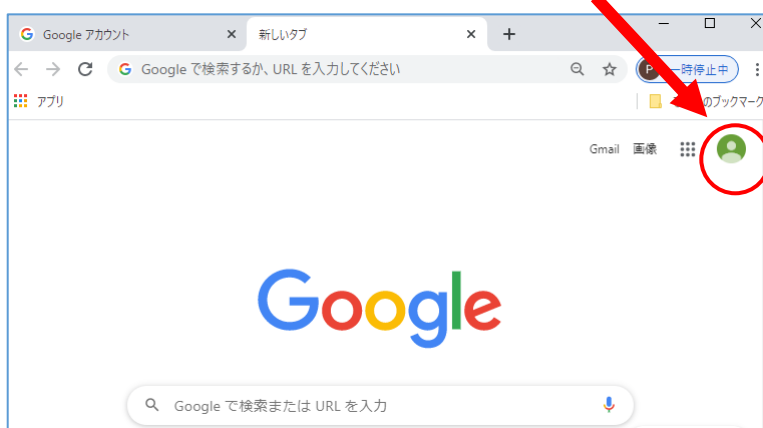 G Google アカウント × 新しいタブ × +
G Google で検索するか、URL を入力してください P 一時停止中
アプリ のブックマーク
Gmail 画像
Google
Google で検索または URL を入力